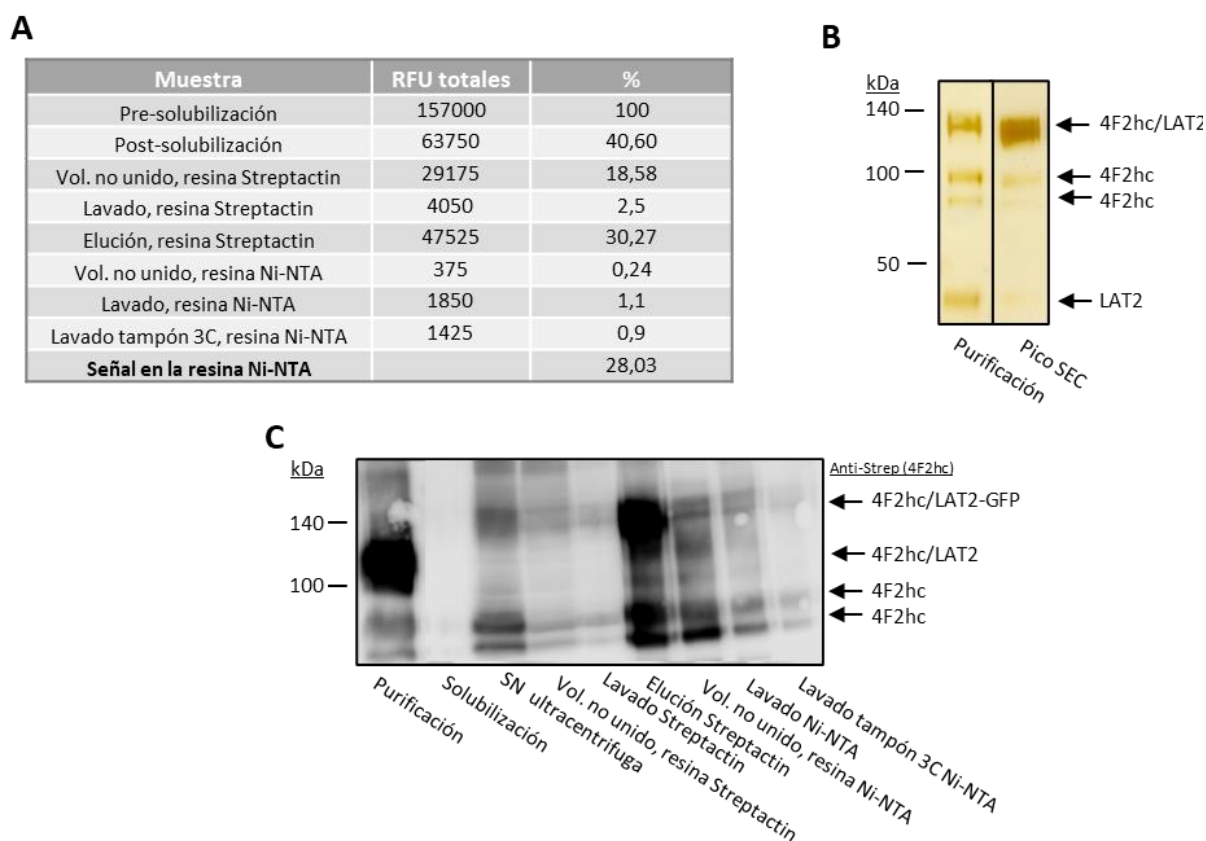 A
Muestra RFU totales %
Pre-solubilización 157000 100
Post-solubilización 63750 40,60
Vol. no unido, resina Streptactin 29175 18,58
Lavado, resina Streptactin 4050 2,5
Elución, resina Streptactin 47525 30,27
Vol. no unido, resina Ni-NTA 375 0,24
Lavado, resina Ni-NTA 1850 1,1
Lavado tampón 3C, resina Ni-NTA 1425 0,9
Señal en la resina Ni-NTA 28,03
B
kDa
140
100
50
4F2hc/LAT2
4F2hc
4F2hc
LAT2
Purificación
Pico SEC
C
kDa
140
100
Anti-Strep (4F2hc)
4F2hc/LAT2-GFP
4F2hc/LAT2
4F2hc
4F2hc
Purificación
Solubilización
SN ultracentrifuga
Vol. no unido, resina Streptactin
Lavado Streptactin
Elución Streptactin
Vol. no unido, resina Ni-NTA
Lavado Ni-NTA
Lavado tampón 3C Ni-NTA